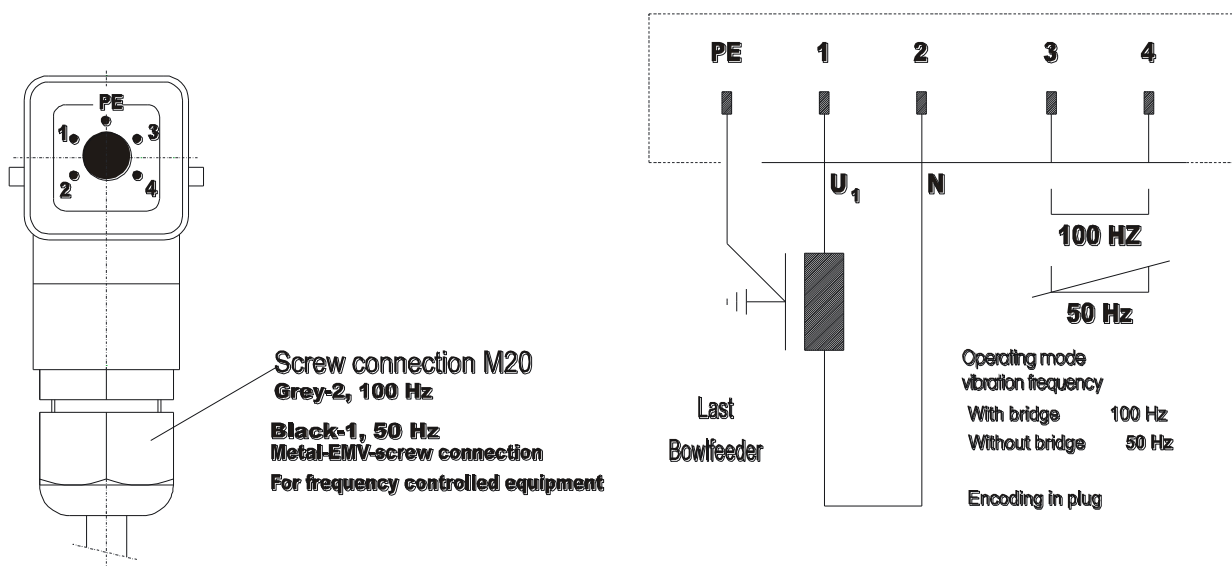 PE
1 3
2 4
Screw connection M20
Grey-2, 100 Hz
Black-1, 50 Hz
Metal-EMV-screw connection
For frequency controlled equipment
PE 1 2 3 4
U1 N
100 HZ
50 Hz
Last
Bowlfeeder
Operating mode
vibration frequency
With bridge 100 Hz
Without bridge 50 Hz
Encoding in plug